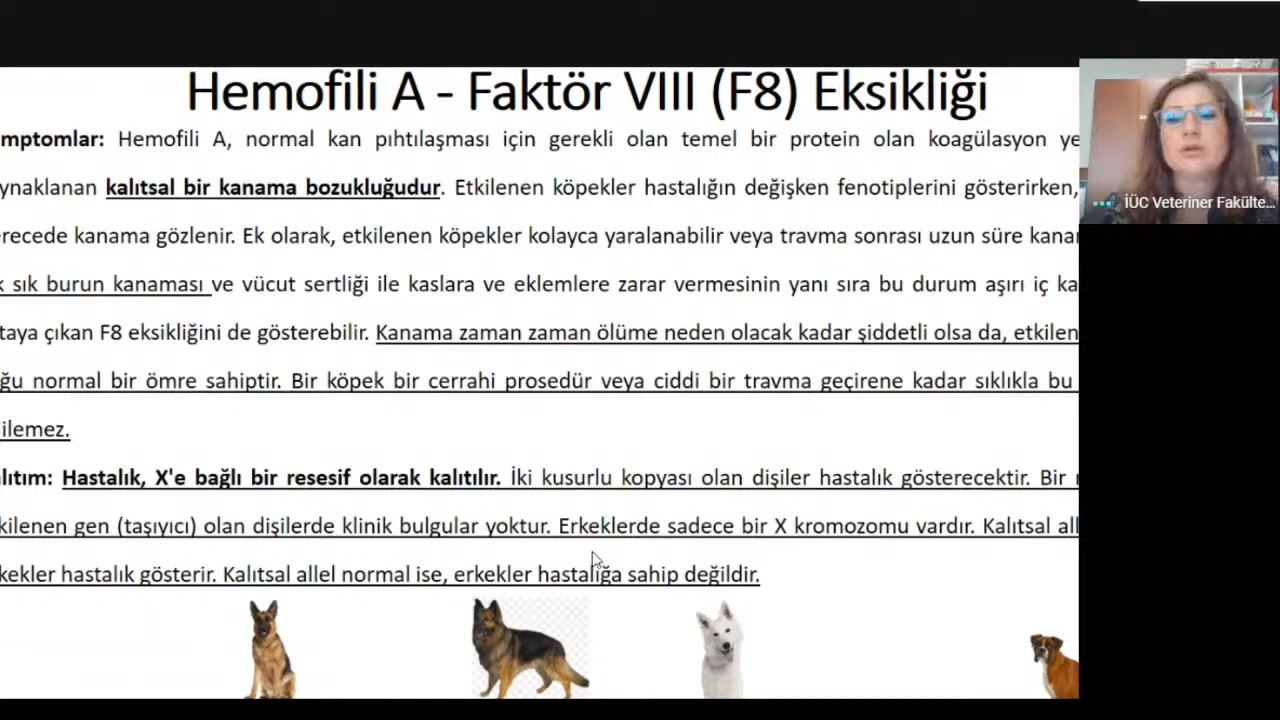 Hemofili A - Faktör VIII (F8) Eksikliği
mptomlar: Hemofili A, normal kan pıhtılaşması için gerekli olan temel bir protein olan koagülasyon ye
ynaklanan kalıtsal bir kanama bozukluğudur. Etkilenen köpekler hastalığın değişken fenotiplerini gösterirken,
recede kanama gözlenir. Ek olarak, etkilenen köpekler kolayca yaralanabilir veya travma sonrası uzun süre kanar
k sık burun kanaması ve vücut sertliği ile kaslara ve eklemlere zarar vermesinin yanı sıra bu durum aşırı iç ka
taya çıkan F8 eksikliğini de gösterebilir. Kanama zaman zaman ölüme neden olacak kadar şiddetli olsa da, etkilen
ğu normal bir ömre sahiptir. Bir köpek bir cerrahi prosedür veya ciddi bir travma geçirene kadar sıklıkla bu
ilemez.
lıtım: Hastalık, X'e bağlı bir resesif olarak kalıtılır. İki kusurlu kopyası olan dişiler hastalık gösterecektir. Bir
kilenen gen (taşıyıcı) olan dişilerde klinik bulgular yoktur. Erkeklerde sadece bir X kromozomu vardır. Kalıtsal all
kekler hastalık gösterir. Kalıtsal allel normal ise, erkekler hastalığa sahip değildir.
İÜC Veteriner Fakülte...